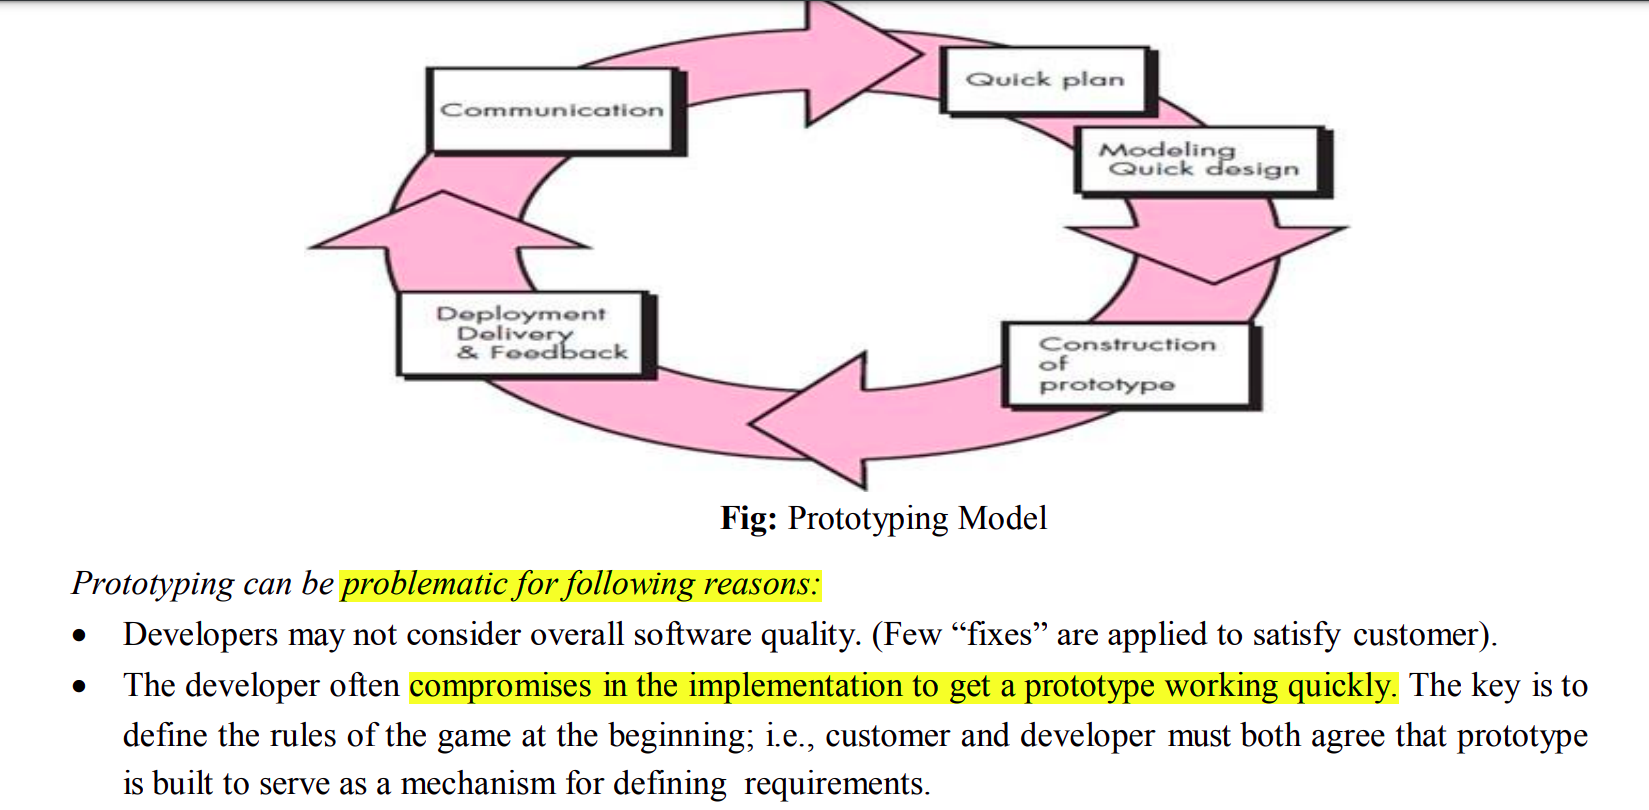 Communication
Quick plan
Modeling
Quick design
Construction
of
prototype
Deployment
Delivery
& Feedback
Fig: Prototyping Model
Prototyping can be problematic for following reasons:
• Developers may not consider overall software quality. (Few “fixes” are applied to satisfy customer).
• The developer often compromises in the implementation to get a prototype working quickly. The key is to
define the rules of the game at the beginning; i.e., customer and developer must both agree that prototype
is built to serve as a mechanism for defining requirements.